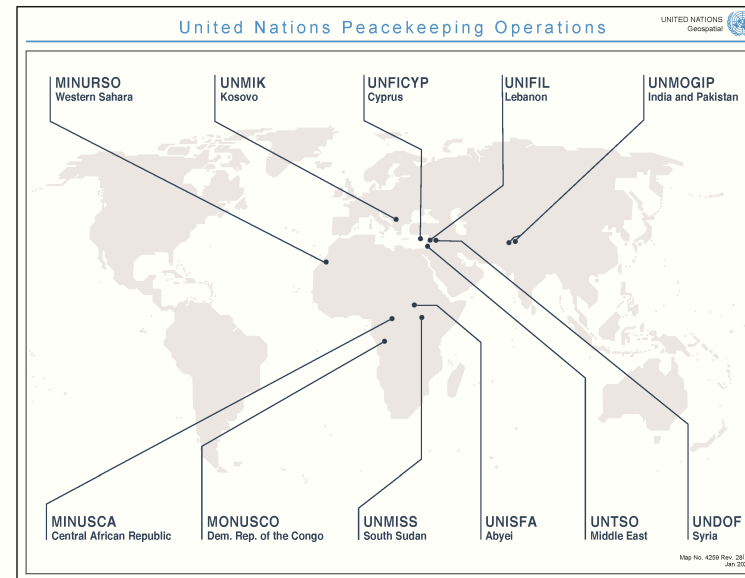 United Nations Peacekeeping Operations
UNITED NATIONS
Geospatial
MINURSO
Western Sahara
UNMIK
Kosovo
UNFICYP
Cyprus
UNIFIL
Lebanon
UNMOGIP
India and Pakistan
MINUSCA
Central African Republic
MONUSCO
Dem. Rep. of the Congo
UNMISS
South Sudan
UNISFA
Abyei
UNTSO
Middle East
UNDOF
Syria
Map No. 4259 Rev.
Jan